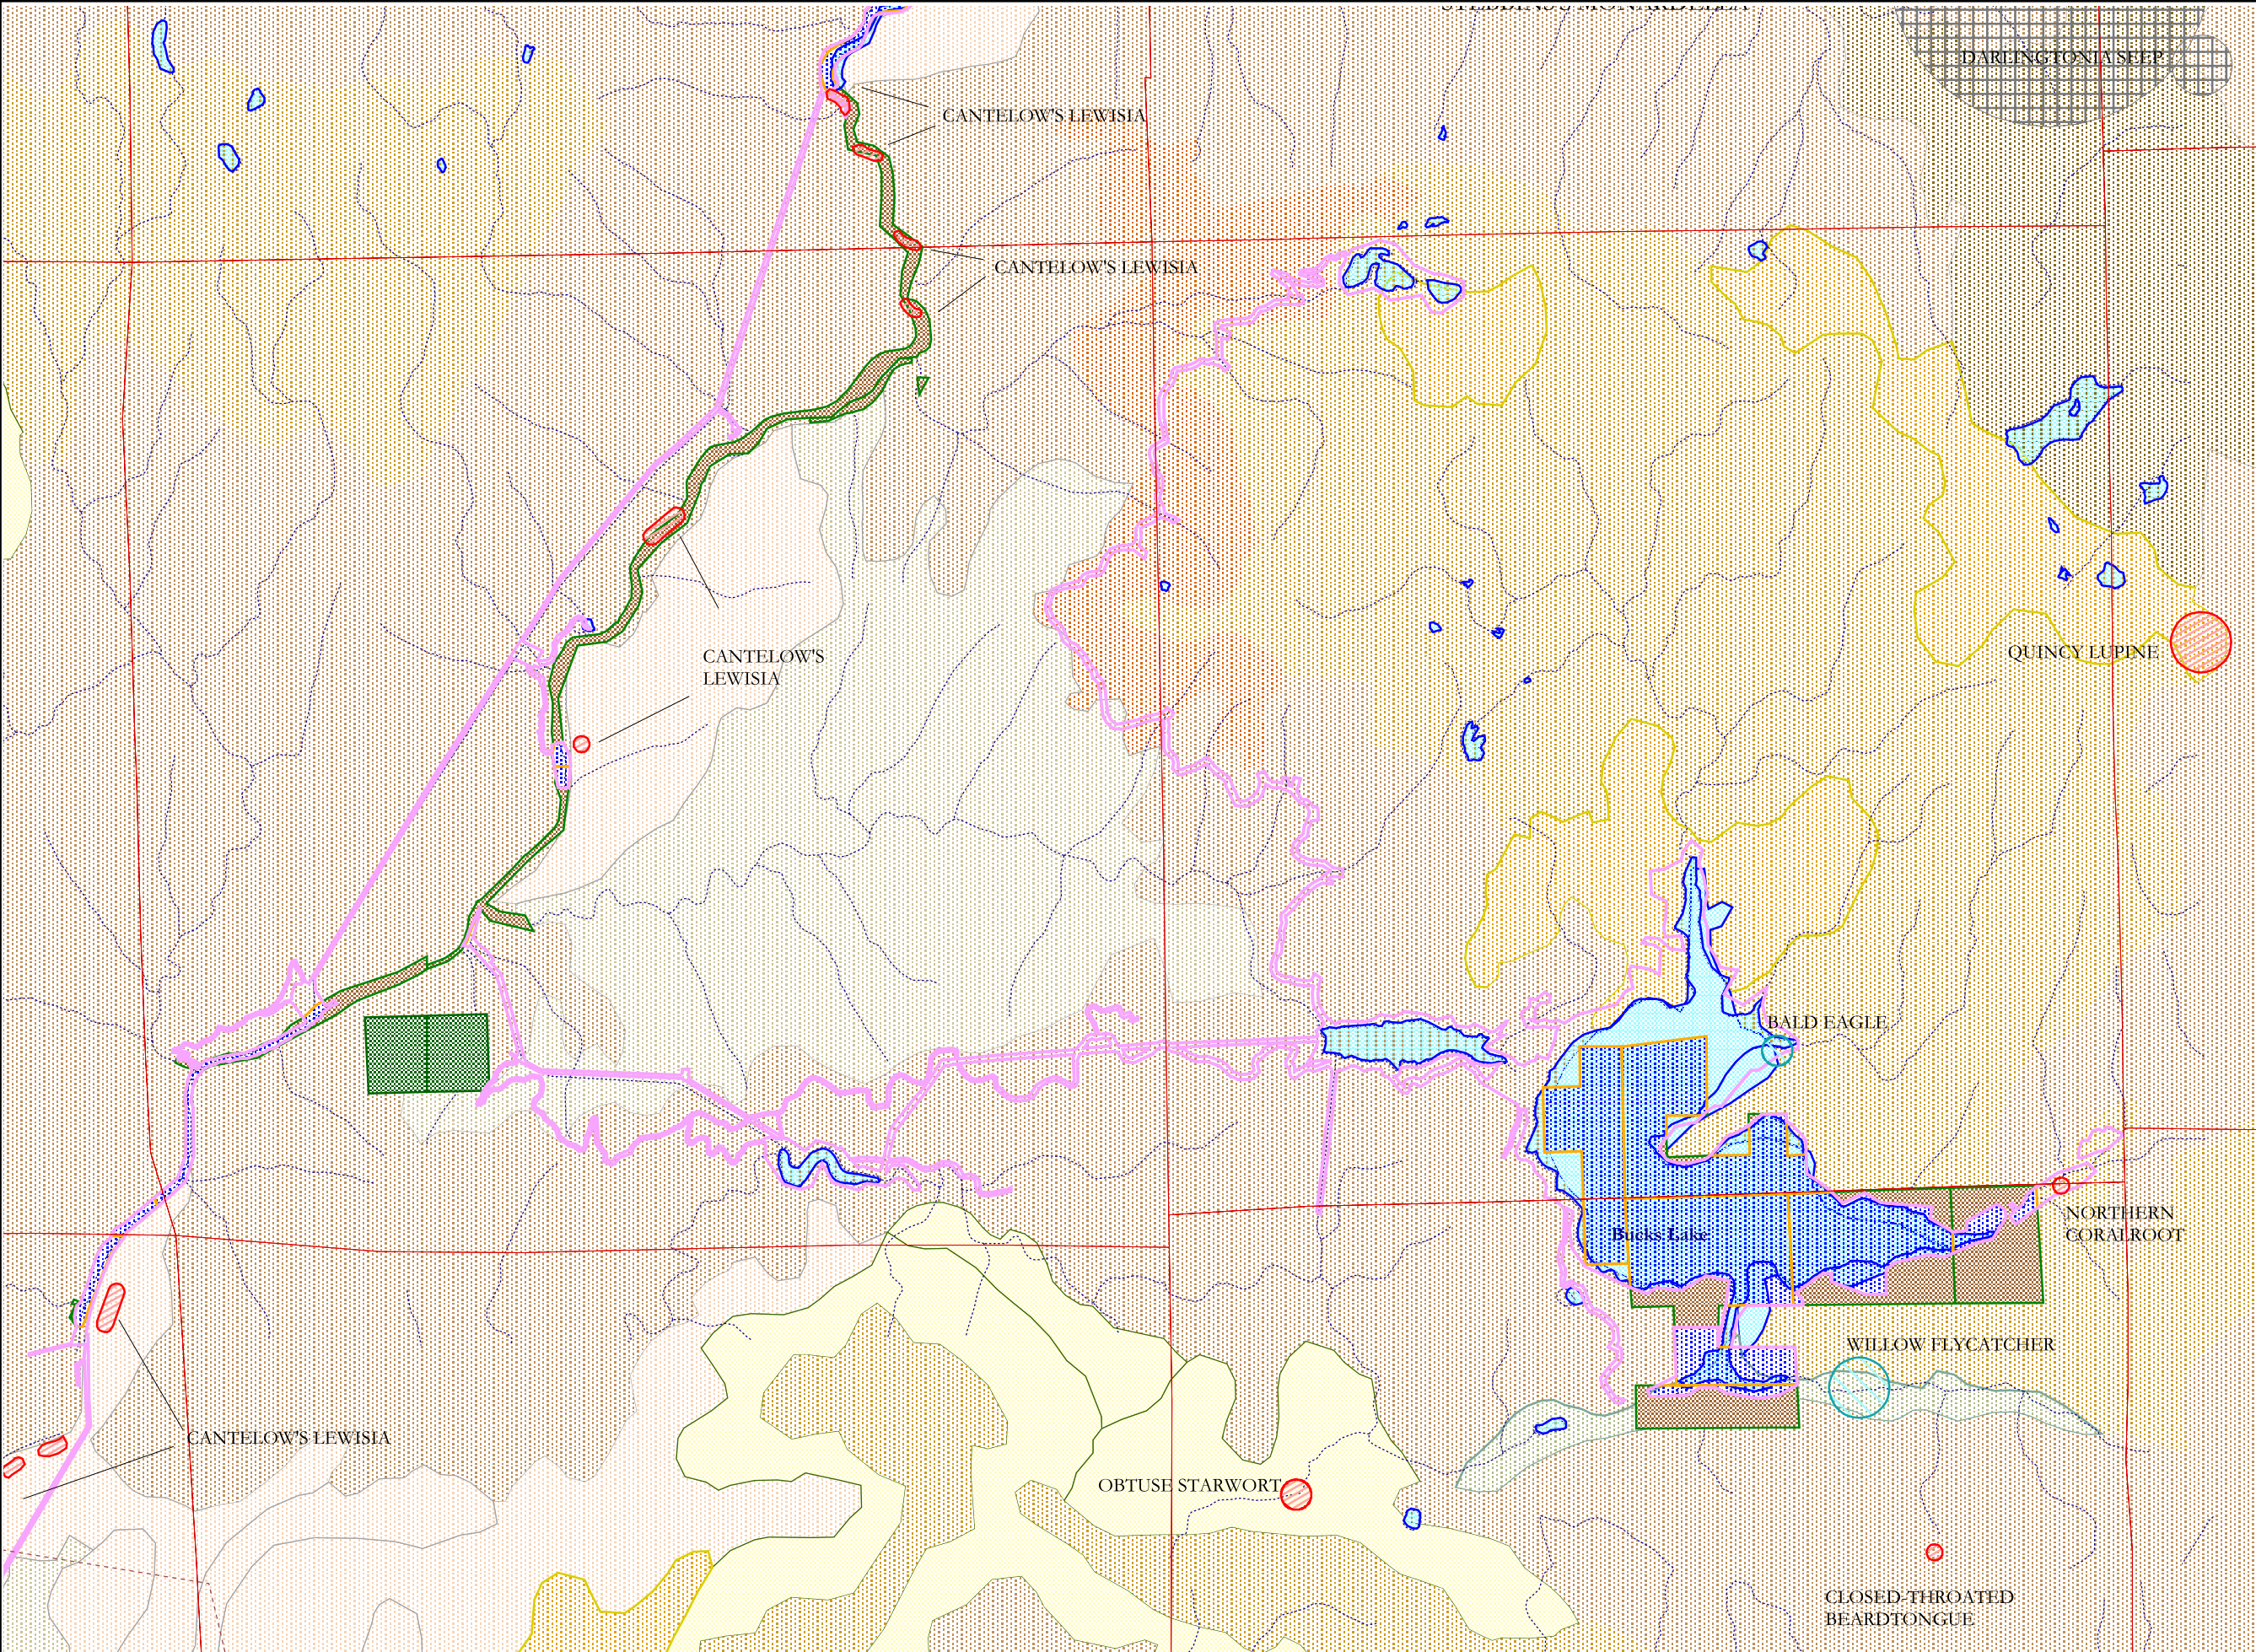 DARLINGTONIA SEEP
CANTELOW'S LEWISIA
CANTELOW'S LEWISIA
CANTELOW'S
LEWISIA
QUINCY LUPINE
BALD EAGLE
NORTHERN
CORALROOT
Bucks Lake
WILLOW FLYCATCHER
CANTELOW'S LEWISIA
OBTUSE STARWORT
CLOSED-THROATED
BEARDTONGUE